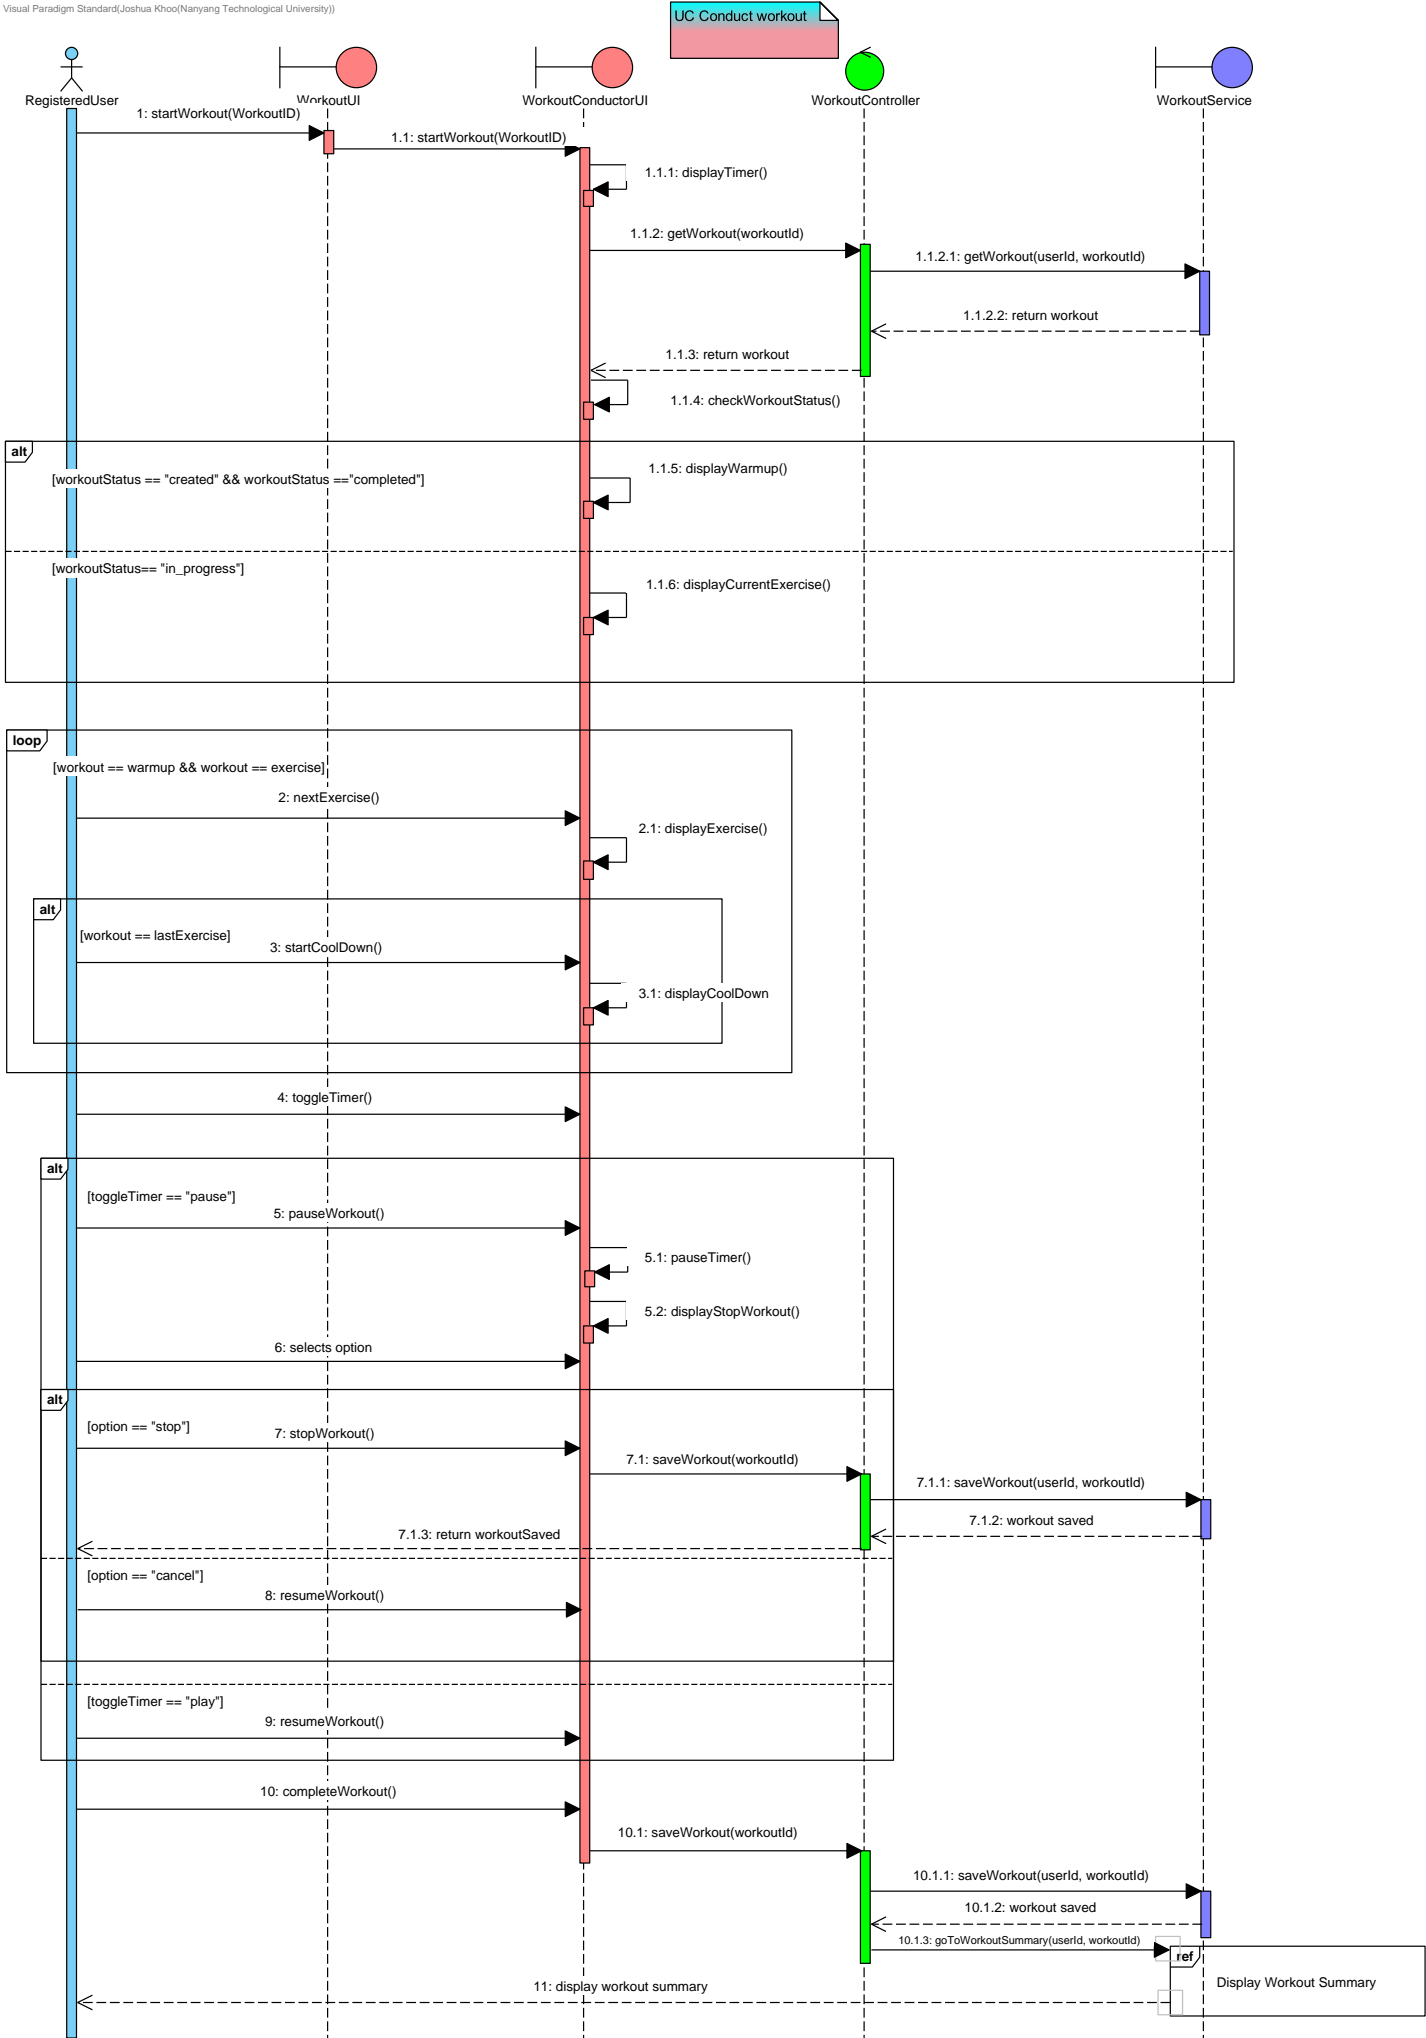 Visual Paradigm Standard(Joshua Khoo(Nanyang Technological University))
UC Conduct workout
RegisteredUser
WorkoutUI
WorkoutConductorUI
WorkoutController
WorkoutService
1: startWorkout(WorkoutID)
1.1: startWorkout(WorkoutID)
1.1.1: displayTimer()
1.1.2: getWorkout(workoutId)
1.1.2.1: getWorkout(userId, workoutId)
1.1.2.2: return workout
1.1.3: return workout
1.1.4: checkWorkoutStatus()
alt
1.1.5: displayWarmup()
[workoutStatus == "created" && workoutStatus =="completed"]
[workoutStatus== "in_progress"]
1.1.6: displayCurrentExercise()
loop
[workout == warmup && workout == exercise]
2: nextExercise()
2.1: displayExercise()
alt
[workout == lastExercise]
3: startCoolDown()
3.1: displayCoolDown
4: toggleTimer()
alt
[toggleTimer == "pause"]
5: pauseWorkout()
5.1: pauseTimer()
5.2: displayStopWorkout()
6: selects option
alt
[option == "stop"]
7: stopWorkout()
7.1: saveWorkout(workoutId)
7.1.1: saveWorkout(userId, workoutId)
7.1.2: workout saved
7.1.3: return workoutSaved
[option == "cancel"]
8: resumeWorkout()
[toggleTimer == "play"]
9: resumeWorkout()
10: completeWorkout()
10.1: saveWorkout(workoutId)
10.1.1: saveWorkout(userId, workoutId)
10.1.2: workout saved
10.1.3: goToWorkoutSummary(userId, workoutId)
ref
Display Workout Summary
11: display workout summary